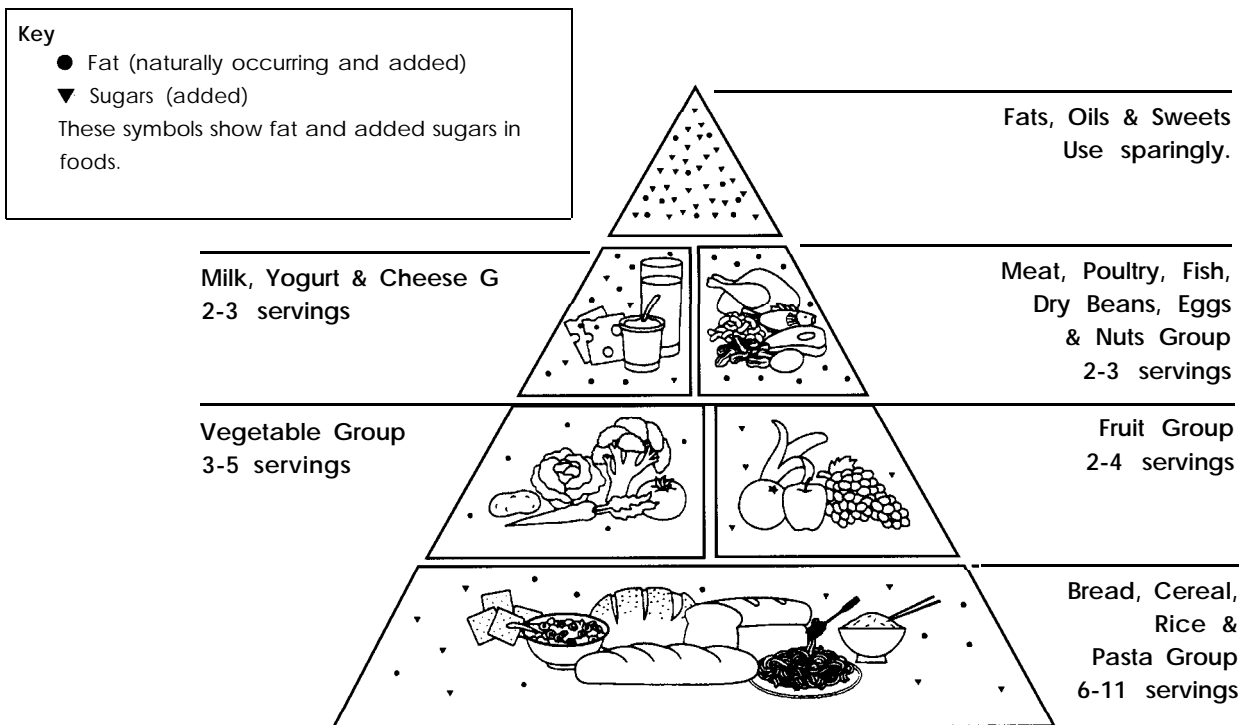 Key
● Fat (naturally occurring and added)
▼ Sugars (added)
These symbols show fat and added sugars in
foods.
Fats, Oils & Sweets
Use sparingly.
Milk, Yogurt & Cheese G
2-3 servings
Meat, Poultry, Fish,
Dry Beans, Eggs
& Nuts Group
2-3 servings
Vegetable Group
3-5 servings
Fruit Group
2-4 servings
Bread, Cereal,
Rice &
Pasta Group
6-11 servings